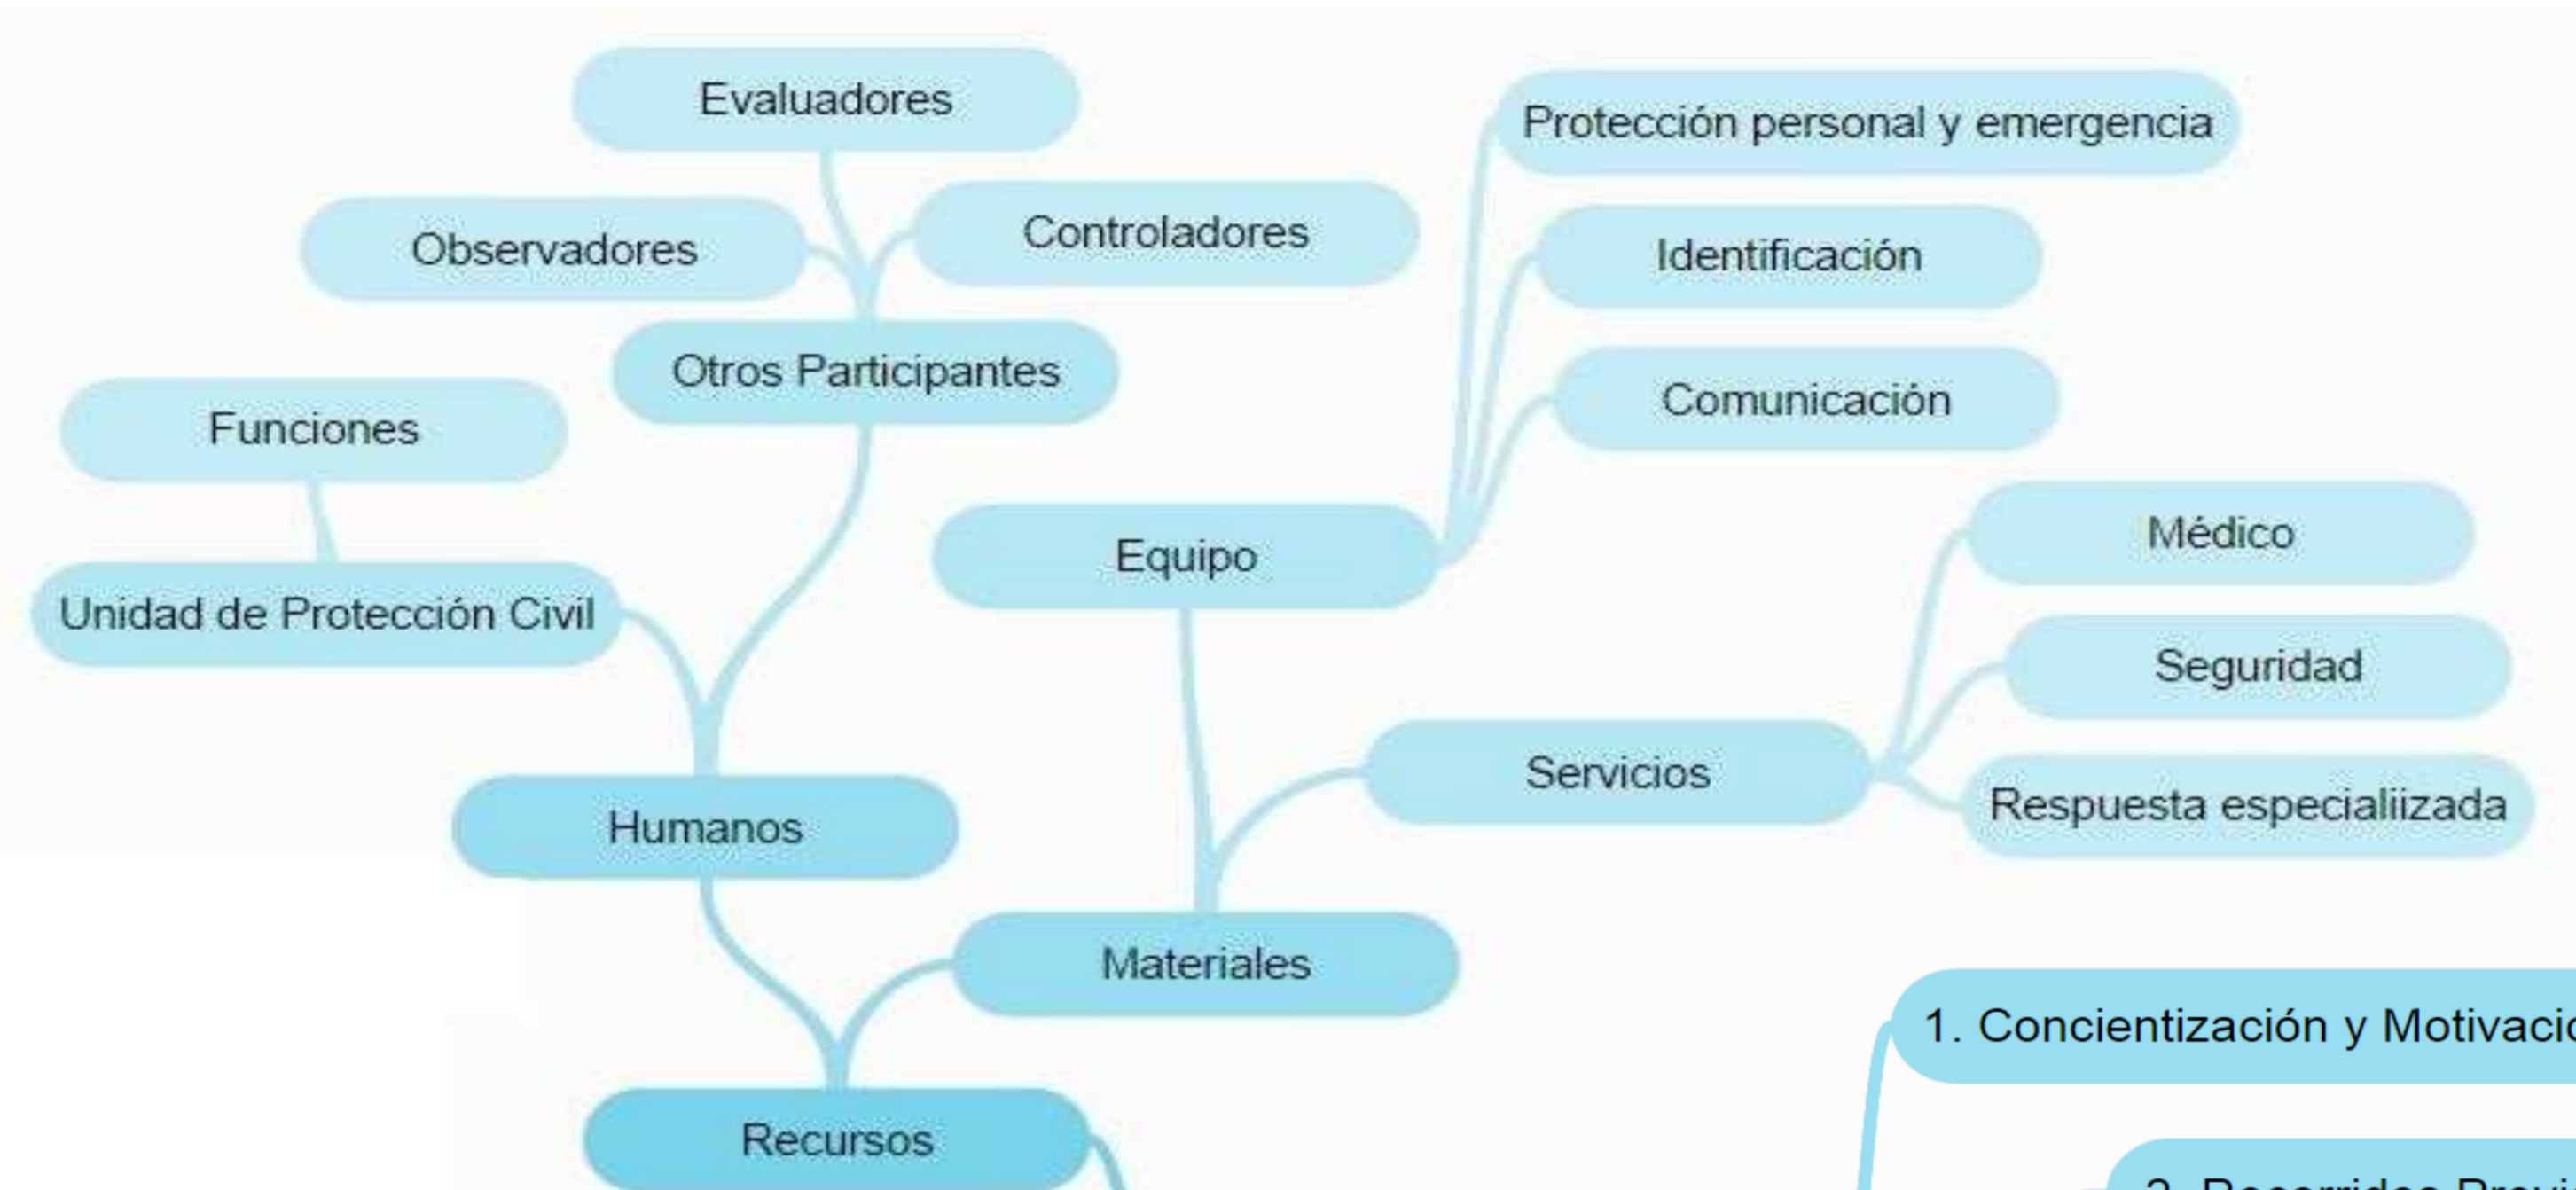 Evaluadores
Protección personal y emergencia
Observadores
Controladores
Identificación
Otros Participantes
Comunicación
Funciones
Equipo
Médico
Unidad de Protección Civil
Seguridad
Servicios
Respuesta especialiizada
Humanos
Materiales
1. Concientización y
Recursos